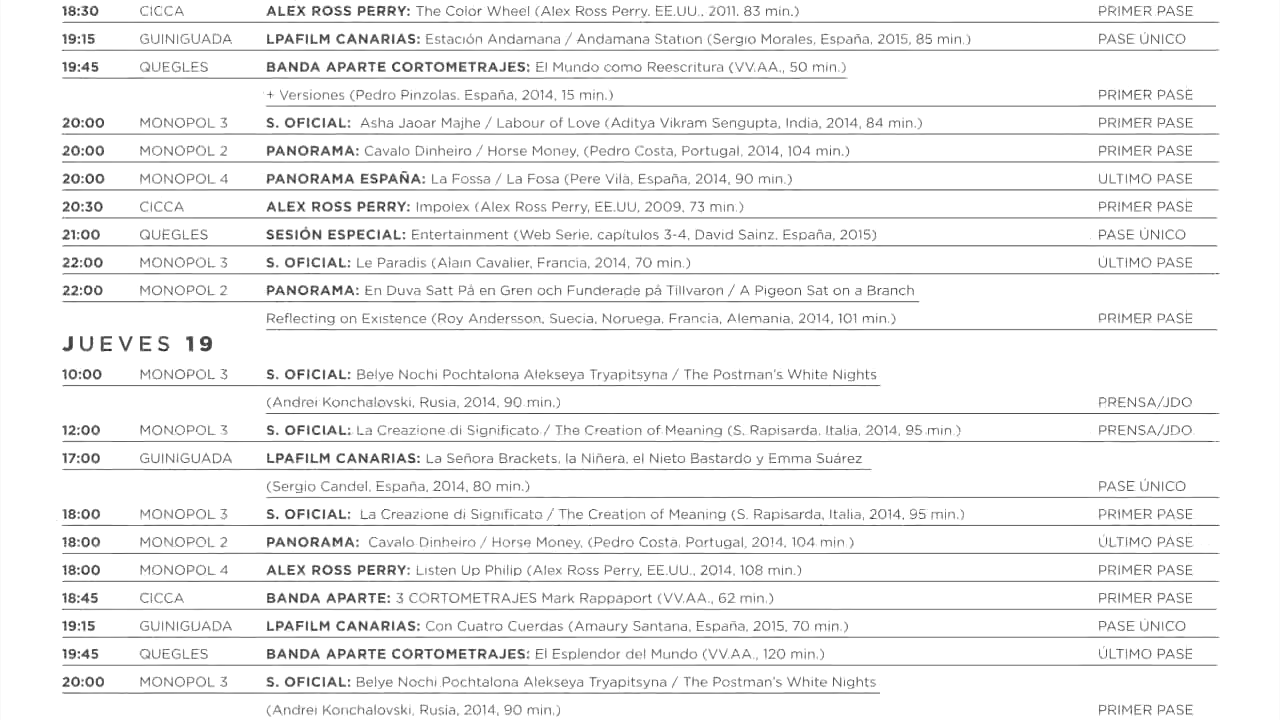 18:30 CICCA ALEX ROSS PERRY: The Color Wheel (Alex Ross Perry. EE.UU., 2011. 83 min.) PRIMER PASE
19:15 GUINIGUADA LPAFILM CANARIAS: Estación Andamana / Andamana Station (Sergio Morales, España, 2015, 85 min.) PASE ÚNICO
19:45 QUEGLES BANDA APARTE CORTOMETRAJES: El Mundo como Reescritura (VV.AA., 50 min.)
+ Versiones (Pedro Pinzolas. España, 2014, 15 min.) PRIMER PASE
20:00 MONOPOL 3 S. OFICIAL: Asha Jaoar Majhe / Labour of Love (Aditya Vikram Sengupta, India, 2014, 84 min.) PRIMER PASE
20:00 MONOPOL 2 PANORAMA: Cavalo Dinheiro / Horse Money, (Pedro Costa, Portugal, 2014, 104 min.) PRIMER PASE
20:00 MONOPOL 4 PANORAMA ESPAÑA: La Fossa / La Fosa (Pere Vilà, España, 2014, 90 min.) ÚLTIMO PASE
20:30 CICCA ALEX ROSS PERRY: Impolex (Alex Ross Perry, EE.UU, 2009, 73 min.) PRIMER PASE
21:00 QUEGLES SESIÓN ESPECIAL: Entertainment (Web Serie, capítulos 3-4, David Sainz, España, 2015) PASE ÚNICO
22:00 MONOPOL 3 S. OFICIAL: Le Paradis (Alain Cavalier, Francia, 2014, 70 min.) ÚLTIMO PASE
22:00 MONOPOL 2 PANORAMA: En Duva Satt På en Gren och Funderade på Tillvaron / A Pigeon Sat on a Branch
Reflecting on Existence (Roy Andersson, Suecia, Noruega, Francia, Alemania, 2014, 101 min.) PRIMER PASE
JUEVES 19
10:00 MONOPOL 3 S. OFICIAL: Belye Nochi Pochtalona Alekseya Tryapitsyna / The Postman's White Nights
(Andrei Konchalovski, Rusia, 2014, 90 min.) PRENSA/JDO
12:00 MONOPOL 3 S. OFICIAL: La Creazione di Significato / The Creation of Meaning (S. Rapisarda. Italia, 2014, 95 min.) PRENSA/JDO
17:00 GUINIGUADA LPAFILM CANARIAS: La Señora Brackets, la Niñera, el Nieto Bastardo y Emma Suárez
(Sergio Candel, España, 2014, 80 min.) PASE ÚNICO
18:00 MONOPOL 3 S. OFICIAL: La Creazione di Significato / The Creation of Meaning (S. Rapisarda, Italia, 2014, 95 min.) PRIMER PASE
18:00 MONOPOL 2 PANORAMA: Cavalo Dinheiro / Horse Money, (Pedro Costa. Portugal, 2014, 104 min.) ÚLTIMO PASE
18:00 MONOPOL 4 ALEX ROSS PERRY: Listen Up Philip (Alex Ross Perry, EE.UU., 2014, 108 min.) PRIMER PASE
18:45 CICCA BANDA APARTE: 3 CORTOMETRAJES Mark Rappaport (VV.AA., 62 min.) PRIMER PASE
19:15 GUINIGUADA LPAFILM CANARIAS: Con Cuatro Cuerdas (Amaury Santana, España, 2015, 70 min.) PASE ÚNICO
19:45 QUEGLES BANDA APARTE CORTOMETRAJES: El Esplendor del Mundo (VV.AA., 120 min.) ÚLTIMO PASE
20:00 MONOPOL 3 S. OFICIAL: Belye Nochi Pochtalona Alekseya Tryapitsyna / The Postman's White Nights
(Andrei Konchalovski, Rusia, 2014, 90 min.) PRIMER PASE